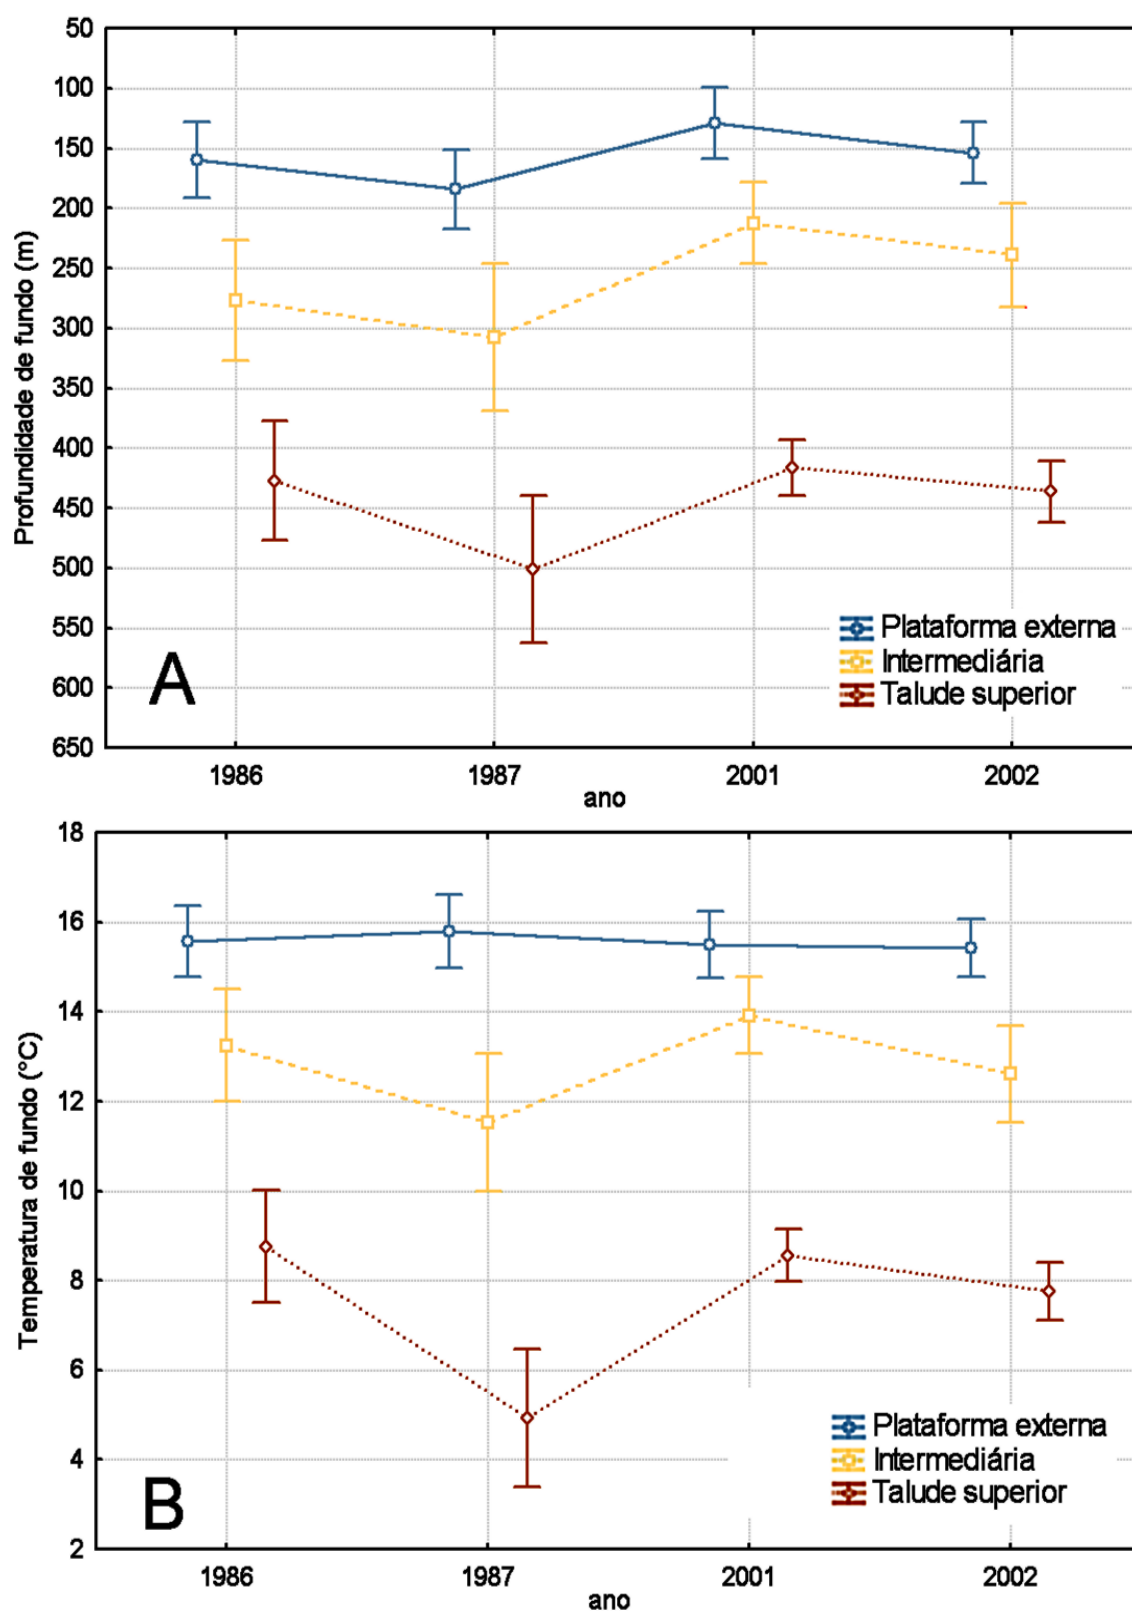 50
100
150
200
250
300
350
400
450
500
550
600
650
Profundidade de fundo (m)
Plataforma externa
Intermediária
Talude superior
A
1986 1987 2001 2002
ano
18
16
14
12
10
8
6
4
2
Temperatura de fundo (°C)
Plataforma externa
Intermediária
Talude superior
B
1986 1987 2001 2002
ano